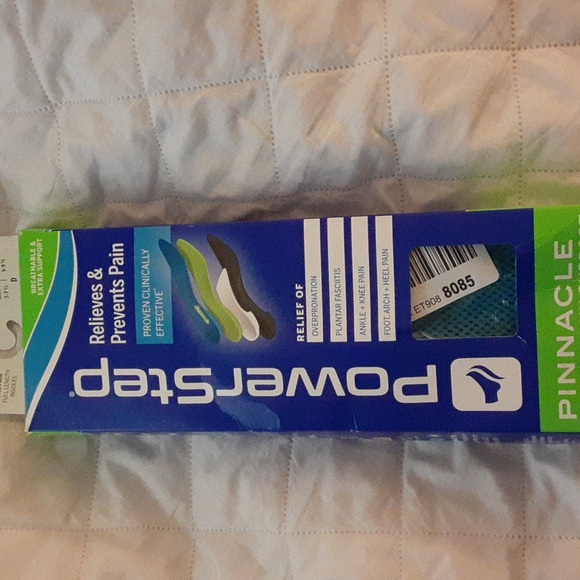 BREATHABLE &
EXTRA SUPPORT
Relieves &
Prevents Pain
PROVEN CLINICALLY
EFFECTIVE
RELIEF OF
OVERPRONATION
PLANTAR FASCIITIS
ANKLE + KNEE PAIN
FOOT, ARCH + HEEL PAIN
PowerStep®
LET908 8085
PINNACLE
FULL LENGTH
D